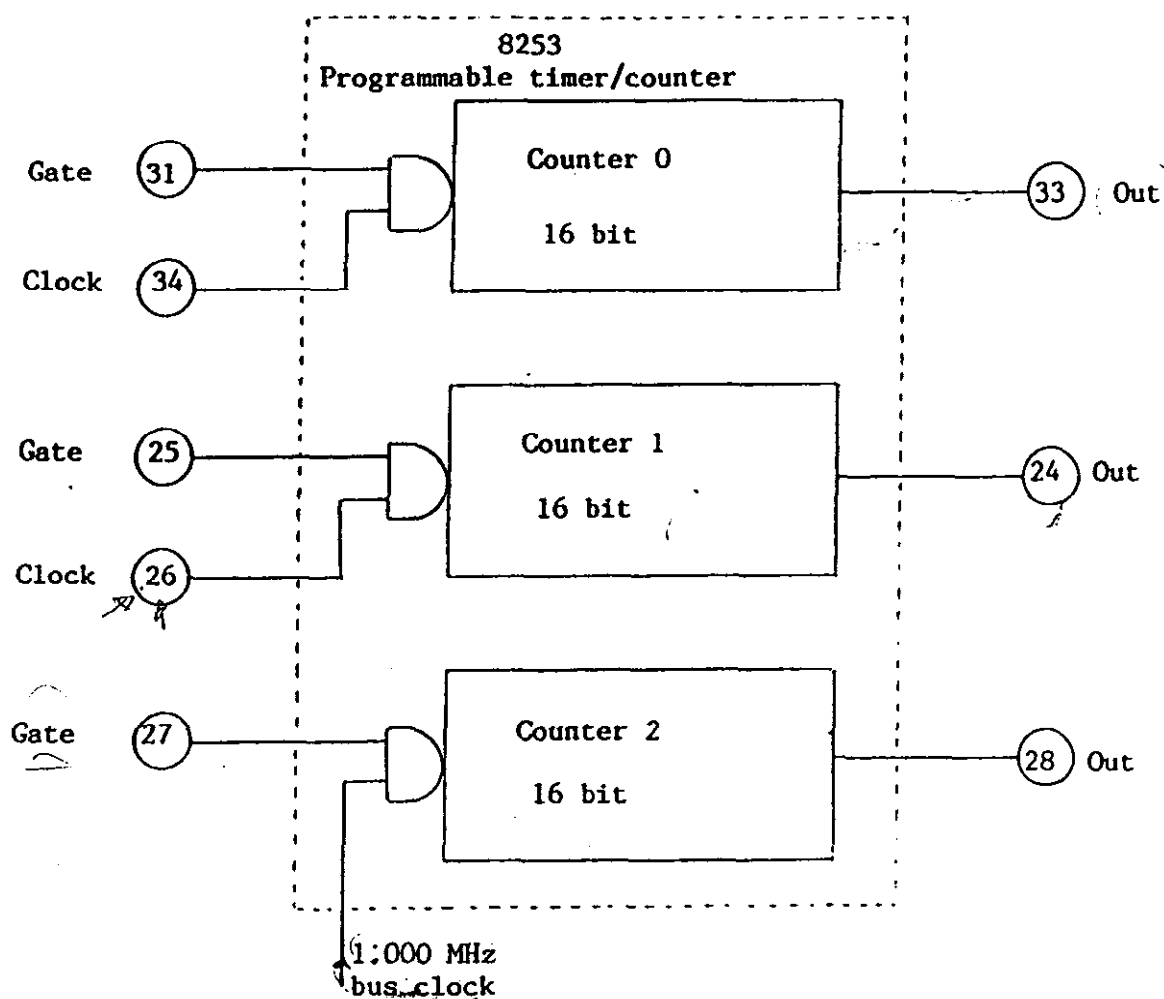 8253
Programmable timer/counter
Gate 31
Counter 0
33 Out
16 bit
Clock 34
Gate 25
Counter 1
24 Out
16 bit
Clock 26
Gate 27
Counter 2
28 Out
16 bit
1.000 MHz
bus clock